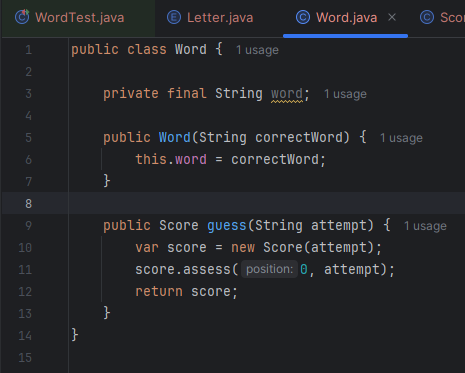 WordTest.java Letter.java Word.java Sco
1 public class Word { 1 usage
2
3 private final String word; 1 usage
4
5 public Word(String correctWord) { 1 usage
6 this.word = correctWord;
7 }
8
9 public Score guess(String attempt) { 1 usage
10 var score = new Score(attempt);
11 score.assess( position: 0, attempt);
12 return score;
13 }
14 }
15